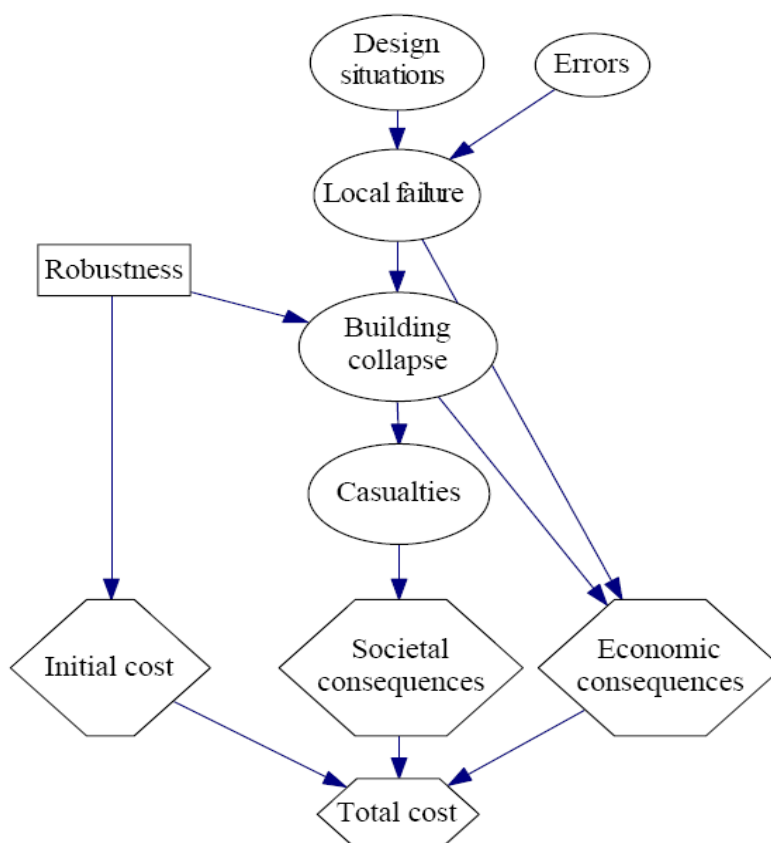 Design
situations
Errors
Local failure
Robustness
Building
collapse
Casualties
Initial cost
Societal
consequences
Economic
consequences
Total cost